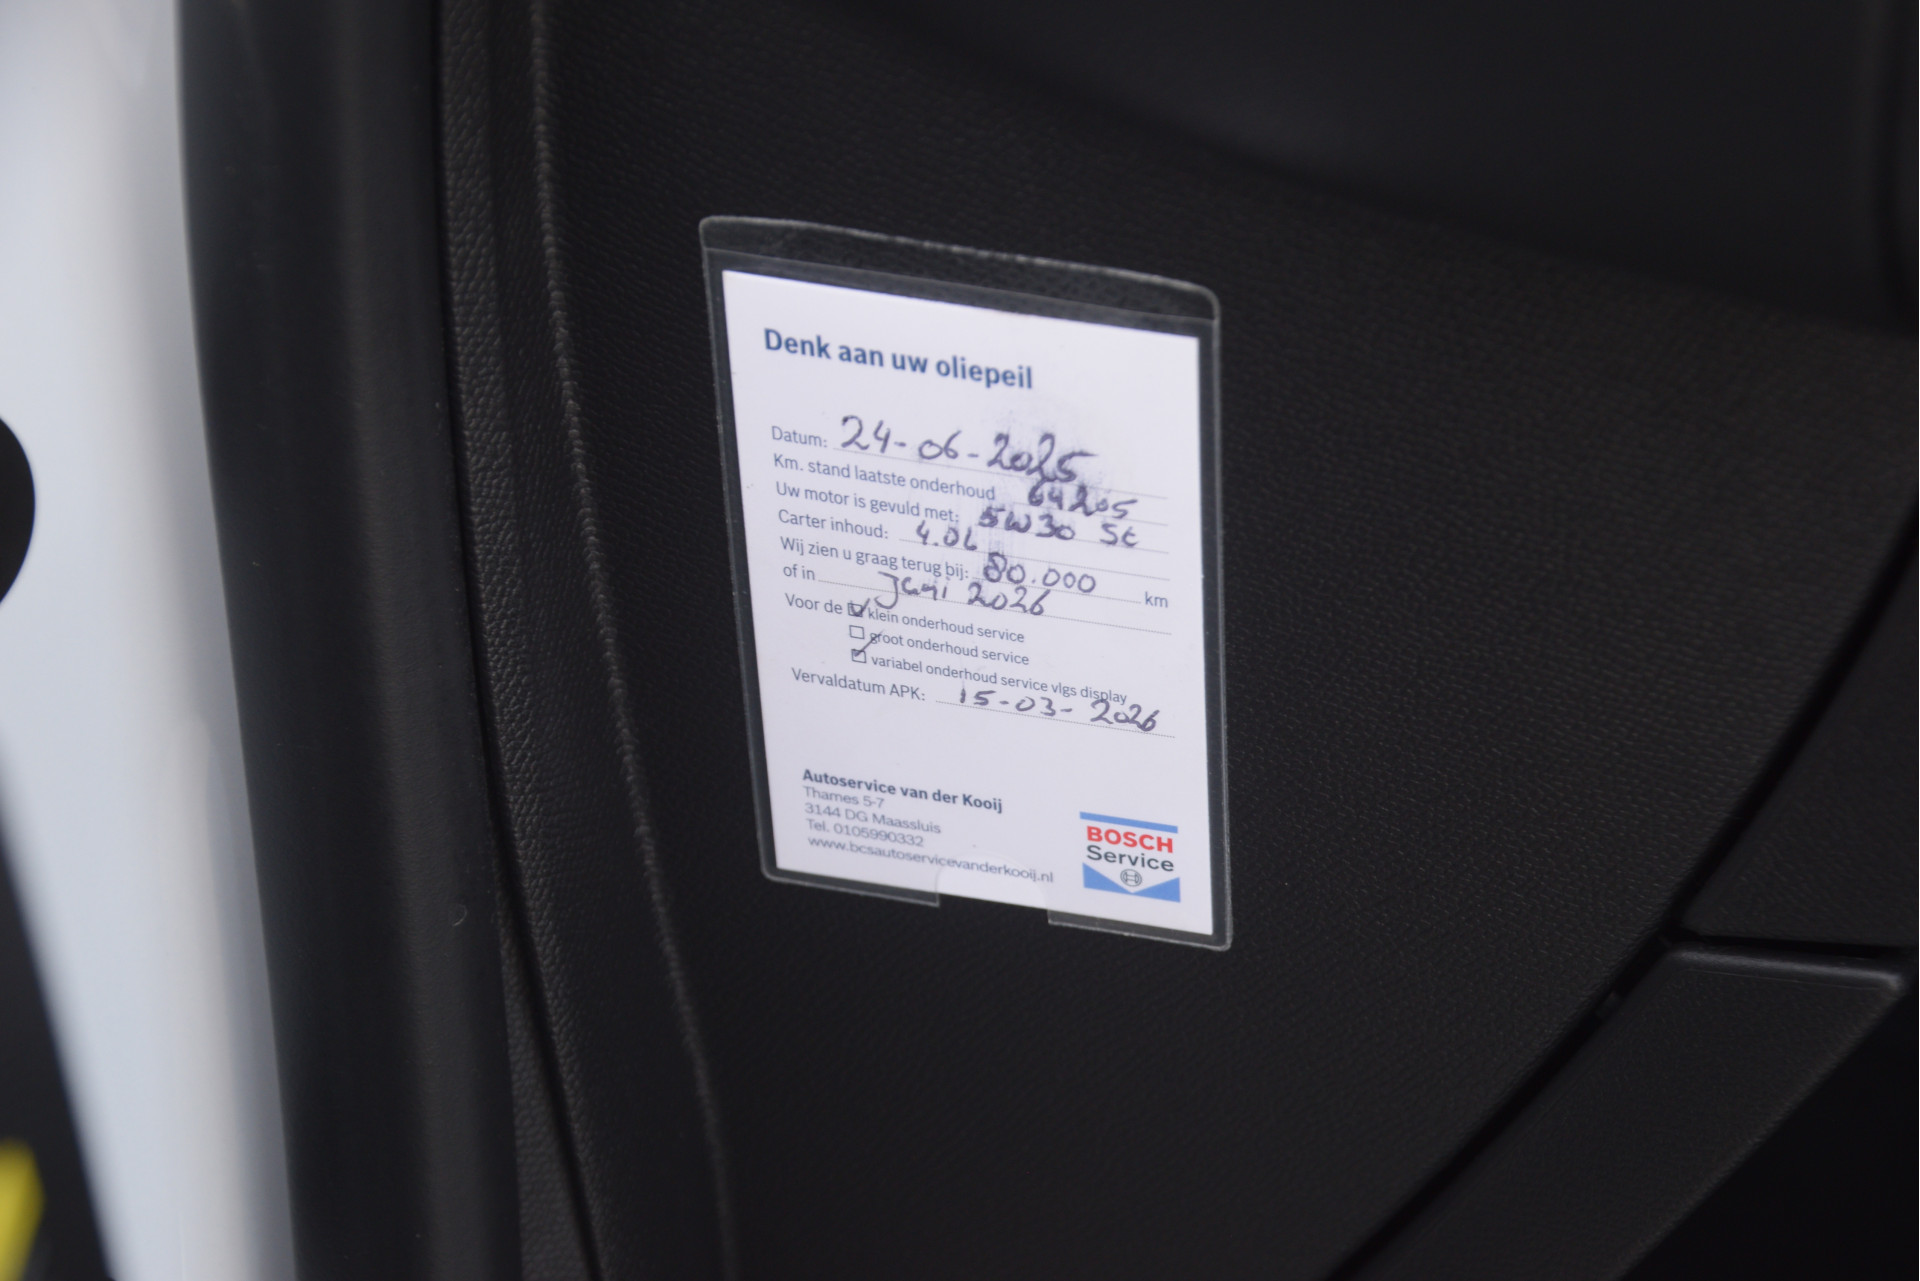 Denk aan uw oliepeil
Datum: 24-06-2025
Km. stand laatste onderhoud 64205
Uw motor is gevuld met: 5W30 St
Carter inhoud: 4.0L
Wij zien u graag terug bij: 80.000 km
of in Juni 2026
Voor de klein onderhoud service
groot onderhoud service
variabel onderhoud service vlgs display
Vervaldatum APK: 15-03-2026
Autoservice van der Kooij
Thames 5-7
3144 DG Maassluis
Tel. 0105990332
www.bcsautoservicevanderkooij.nl
BOSCH
Service